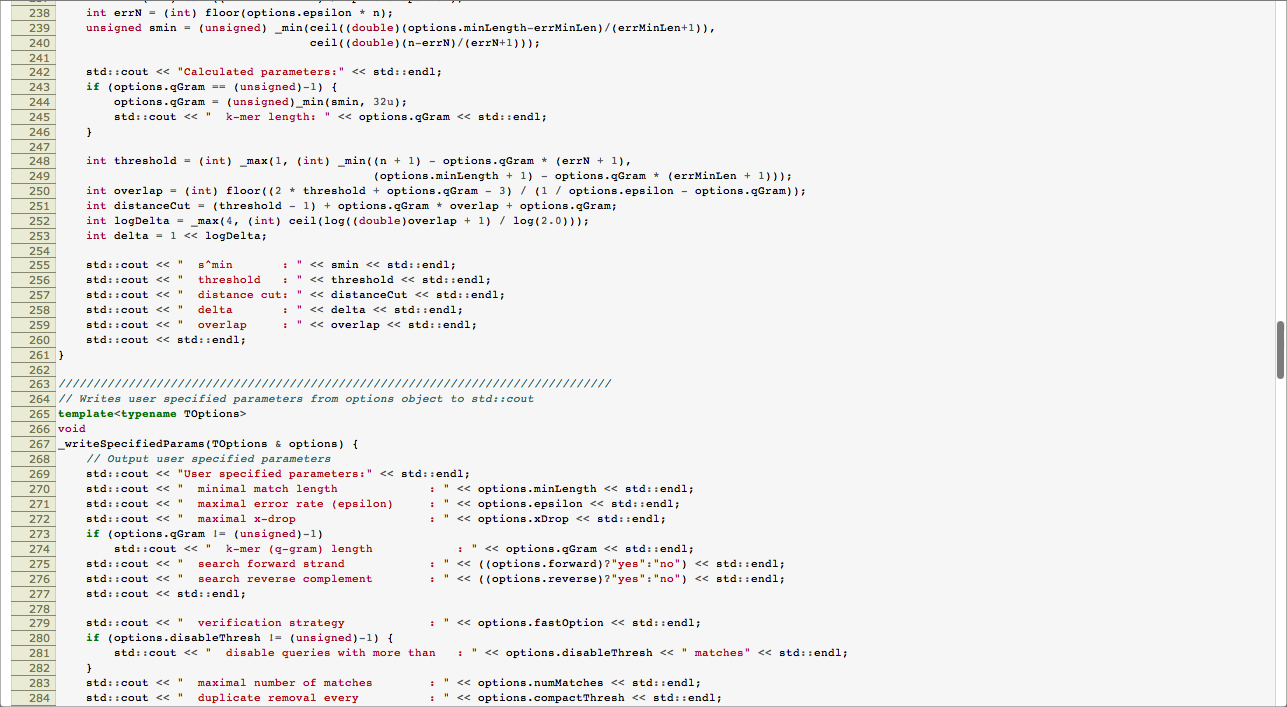 238     int errN = (int) floor(options.epsilon * n);
239     unsigned smin = (unsigned) _min(ceil((double)(options.minLength-errMinLen)/(errMinLen+1)),
240                                     ceil((double)(n-errN)/(errN+1)));
241
242     std::cout << "Calculated parameters:" << std::endl;
243     if (options.qGram == (unsigned)-1) {
244         options.qGram = (unsigned)_min(smin, 32u);
245         std::cout << "  k-mer length: " << options.qGram << std::endl;
246     }
247
248     int threshold = (int) _max(1, (int) _min((n + 1) - options.qGram * (errN + 1),
249                                              (options.minLength + 1) - options.qGram * (errMinLen + 1)));
250     int overlap = (int) floor((2 * threshold + options.qGram - 3) / (1 / options.epsilon - options.qGram));
251     int distanceCut = (threshold - 1) + options.qGram * overlap + options.qGram;
252     int logDelta = _max(4, (int) ceil(log((double)overlap + 1) / log(2.0)));
253     int delta = 1 << logDelta;
254
255     std::cout << "  s^min       : " << smin << std::endl;
256     std::cout << "  threshold   : " << threshold << std::endl;
257     std::cout << "  distance cut: " << distanceCut << std::endl;
258     std::cout << "  delta       : " << delta << std::endl;
259     std::cout << "  overlap     : " << overlap << std::endl;
260     std::cout << std::endl;
261 }
262
263 ///////////////////////////////////////////////////////////////////////////////
264 // Writes user specified parameters from options object to std::cout
265 template<typename TOptions>
266 void
267 _writeSpecifiedParams(TOptions & options) {
268     // Output user specified parameters
269     std::cout << "User specified parameters:" << std::endl;
270     std::cout << "  minimal match length             : " << options.minLength << std::endl;
271     std::cout << "  maximal error rate (epsilon)     : " << options.epsilon << std::endl;
272     std::cout << "  maximal x-drop                   : " << options.xDrop << std::endl;
273     if (options.qGram != (unsigned)-1)
274         std::cout << "  k-mer (q-gram) length            : " << options.qGram << std::endl;
275     std::cout << "  search forward strand            : " << ((options.forward)?"yes":"no") << std::endl;
276     std::cout << "  search reverse complement        : " << ((options.reverse)?"yes":"no") << std::endl;
277     std::cout << std::endl;
278
279     std::cout << "  verification strategy            : " << options.fastOption << std::endl;
280     if (options.disableThresh != (unsigned)-1) {
281         std::cout << "  disable queries with more than   : " << options.disableThresh << " matches" << std::endl;
282     }
283     std::cout << "  maximal number of matches        : " << options.numMatches << std::endl;
284     std::cout << "  duplicate removal every          : " << options.compactThresh << std::endl;